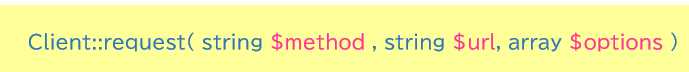 Client::request( string $method , string $url, array $options )